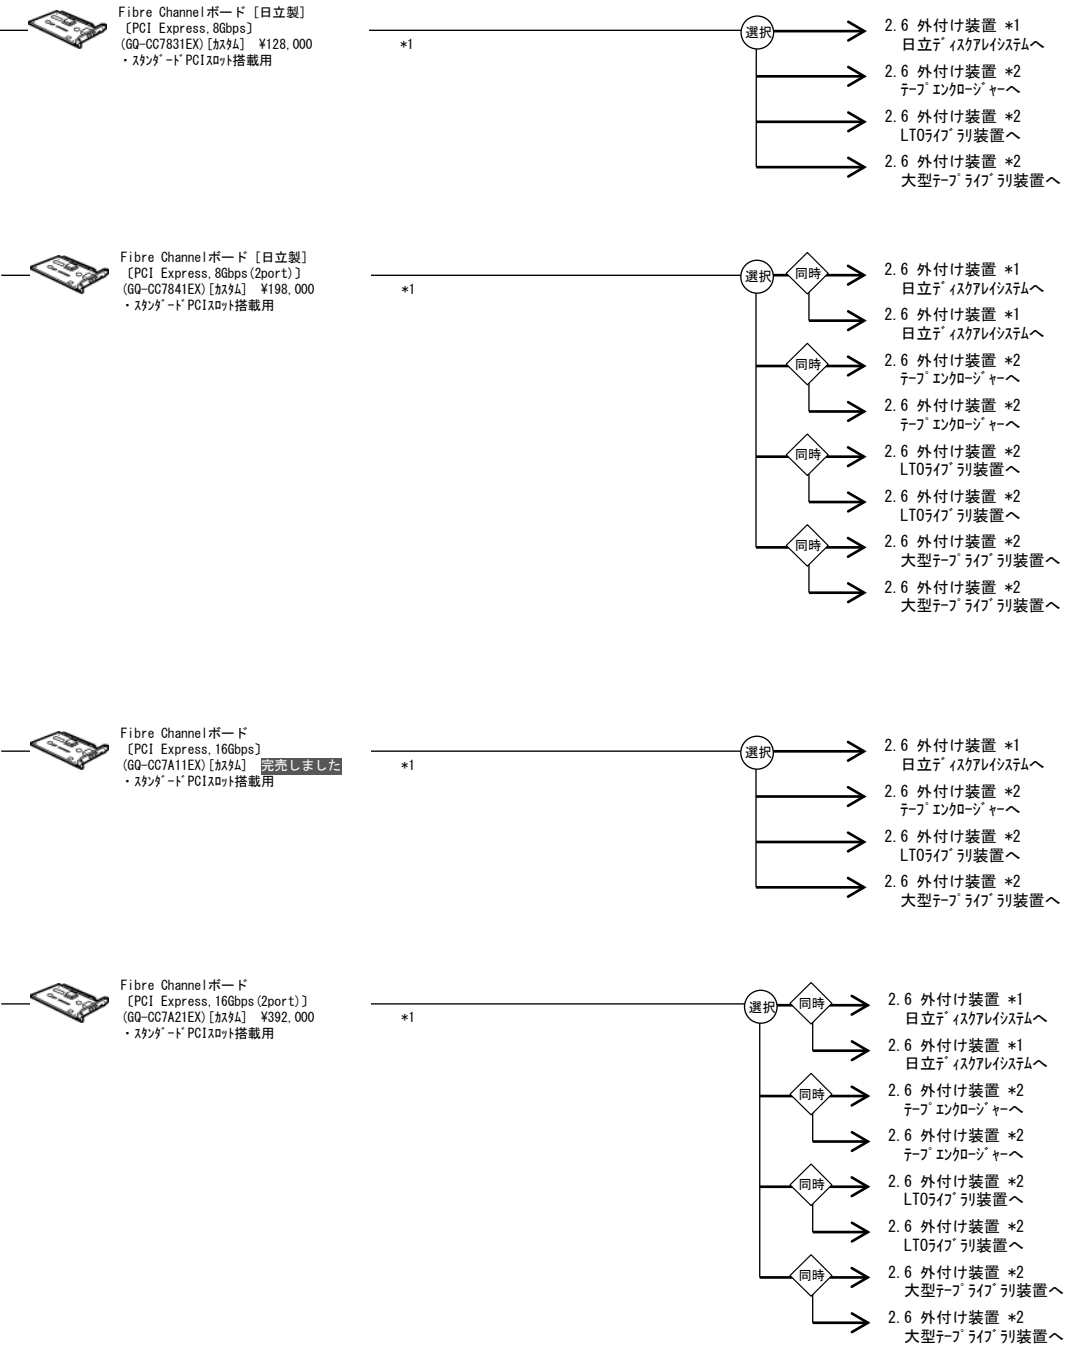 Fibre Channelボード [日立製]
〔PCI Express,8Gbps〕
(GQ-CC7831EX)[ｶｽﾀﾑ] ¥128,000
・ｽﾀﾝﾀﾞｰﾄﾞPCIｽﾛｯﾄ搭載用
*1
選択
2.6 外付け装置 *1
日立ﾃﾞｨｽｸｱﾚｲｼｽﾃﾑへ
2.6 外付け装置 *2
ﾃｰﾌﾟｴﾝｸﾛｰｼﾞｬｰへ
2.6 外付け装置 *2
LTOﾗｲﾌﾞﾗﾘ装置へ
2.6 外付け装置 *2
大型ﾃｰﾌﾟﾗｲﾌﾞﾗﾘ装置へ
Fibre Channelボード [日立製]
〔PCI Express,8Gbps(2port)〕
(GQ-CC7841EX)[ｶｽﾀﾑ] ¥198,000
・ｽﾀﾝﾀﾞｰﾄﾞPCIｽﾛｯﾄ搭載用
*1
選択
同時
2.6 外付け装置 *1
日立ﾃﾞｨｽｸｱﾚｲｼｽﾃﾑへ
2.6 外付け装置 *1
日立ﾃﾞｨｽｸｱﾚｲｼｽﾃﾑへ
同時
2.6 外付け装置 *2
ﾃｰﾌﾟｴﾝｸﾛｰｼﾞｬｰへ
2.6 外付け装置 *2
ﾃｰﾌﾟｴﾝｸﾛｰｼﾞｬｰへ
同時
2.6 外付け装置 *2
LTOﾗｲﾌﾞﾗﾘ装置へ
2.6 外付け装置 *2
LTOﾗｲﾌﾞﾗﾘ装置へ
同時
2.6 外付け装置 *2
大型ﾃｰﾌﾟﾗｲﾌﾞﾗﾘ装置へ
2.6 外付け装置 *2
大型ﾃｰﾌﾟﾗｲﾌﾞﾗﾘ装置へ
Fibre Channelボード
〔PCI Express,16Gbps〕
(GQ-CC7A11EX)[ｶｽﾀﾑ] 完売しました
・ｽﾀﾝﾀﾞｰﾄﾞPCIｽﾛｯﾄ搭載用
*1
選択
2.6 外付け装置 *1
日立ﾃﾞｨｽｸｱﾚｲｼｽﾃﾑへ
2.6 外付け装置 *2
ﾃｰﾌﾟｴﾝｸﾛｰｼﾞｬｰへ
2.6 外付け装置 *2
LTOﾗｲﾌﾞﾗﾘ装置へ
2.6 外付け装置 *2
大型ﾃｰﾌﾟﾗｲﾌﾞﾗﾘ装置へ
Fibre Channelボード
〔PCI Express,16Gbps(2port)〕
(GQ-CC7A21EX)[ｶｽﾀﾑ] ¥392,000
・ｽﾀﾝﾀﾞｰﾄﾞPCIｽﾛｯﾄ搭載用
*1
選択
同時
2.6 外付け装置 *1
日立ﾃﾞｨｽｸｱﾚｲｼｽﾃﾑへ
2.6 外付け装置 *1
日立ﾃﾞｨｽｸｱﾚｲｼｽﾃﾑへ
同時
2.6 外付け装置 *2
ﾃｰﾌﾟｴﾝｸﾛｰｼﾞｬｰへ
2.6 外付け装置 *2
ﾃｰﾌﾟｴﾝｸﾛｰｼﾞｬｰへ
同時
2.6 外付け装置 *2
LTOﾗｲﾌﾞﾗﾘ装置へ
2.6 外付け装置 *2
LTOﾗｲﾌﾞﾗﾘ装置へ
同時
2.6 外付け装置 *2
大型ﾃｰﾌﾟﾗｲﾌﾞﾗﾘ装置へ
2.6 外付け装置 *2
大型ﾃｰﾌﾟﾗｲﾌﾞﾗﾘ装置へ